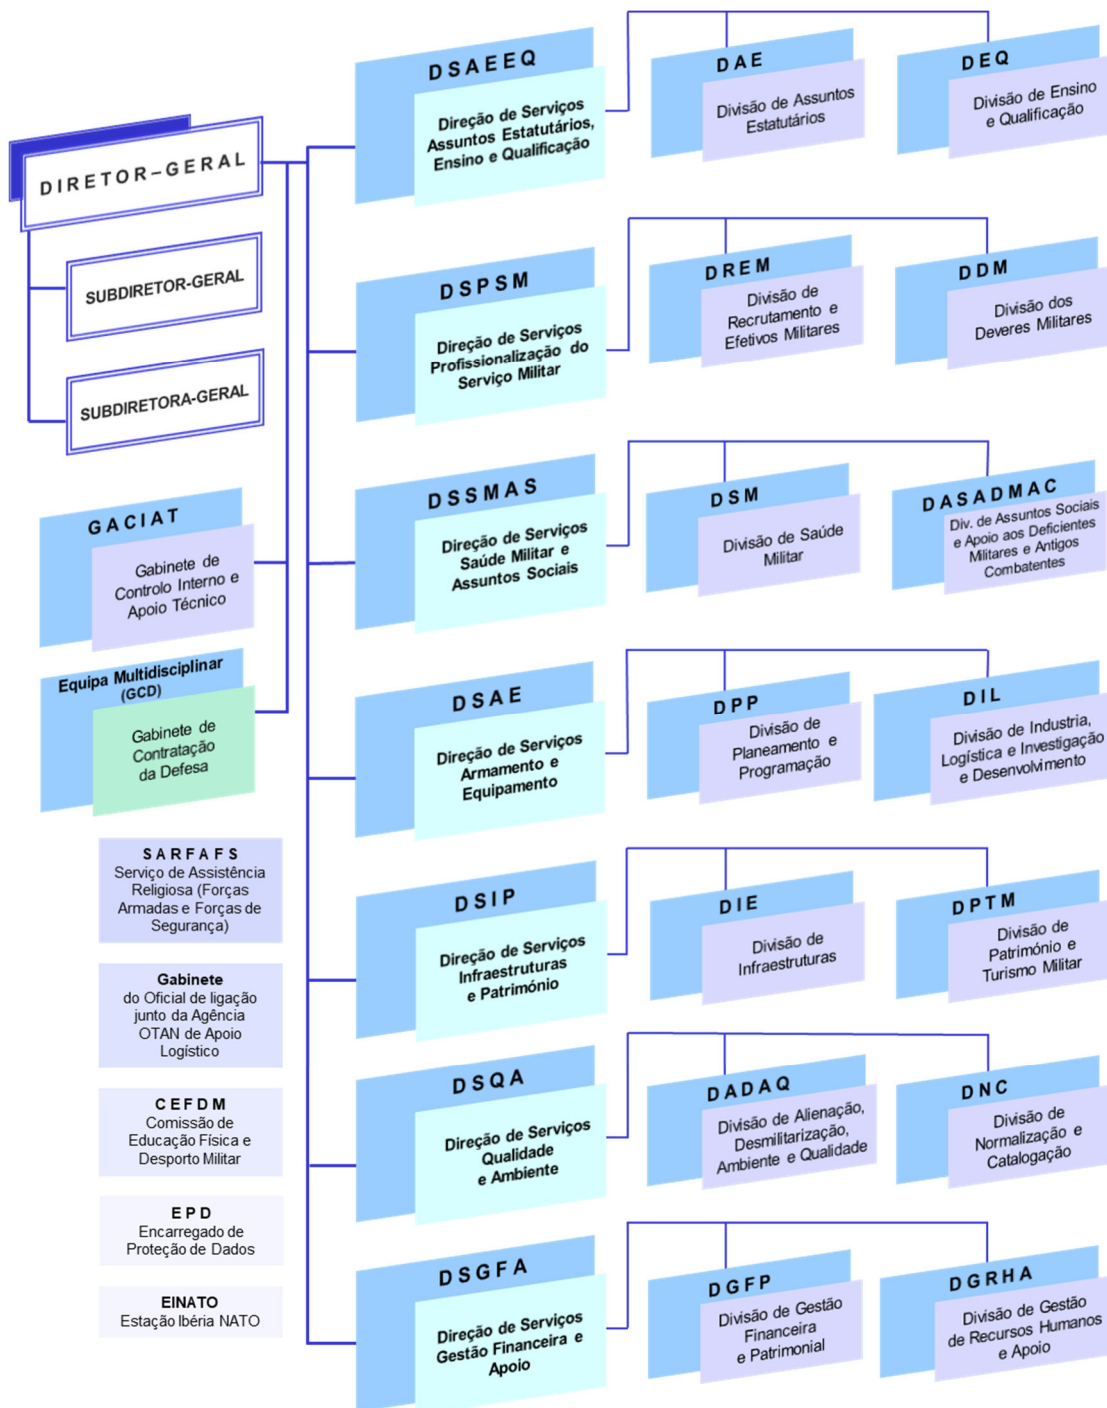 DIRETOR–GERAL
SUBDIRETOR-GERAL
SUBDIRETORA-GERAL
GACIAT
Gabinete de
Controlo Interno e
Apoio Técnico
Equipa Multidisciplinar
(GCD)
Gabinete de
Contratação
da Defesa
SARFAFS
Serviço de Assistência
Religiosa (Forças
Armadas e Forças de
Segurança)
Gabinete
do Oficial de ligação
junto da Agência
OTAN de Apoio
Logístico
CEFDM
Comissão de
Educação Física e
Desporto Militar
EPD
Encarregado de
Proteção de Dados
EINATO
Estação Ibéria NATO
DSAEEQ
Direção de Serviços
Assuntos Estatutários,
Ensino e Qualificação
DAE
Divisão de Assuntos
Estatutários
DEQ
Divisão de Ensino
e Qualificação
DSPSM
Direção de Serviços
Profissionalização do
Serviço Militar
DREM
Divisão de
Recrutamento e
Efetivos Militares
DDM
Divisão dos
Deveres Militares
DSSMAS
Direção de Serviços
Saúde Militar e
Assuntos Sociais
DSM
Divisão de Saúde
Militar
DASADMAC
Div. de Assuntos Sociais
e Apoio aos Deficientes
Militares e Antigos
Combatentes
DSAE
Direção de Serviços
Armamento e
Equipamento
DPP
Divisão de
Planeamento e
Programação
DIL
Divisão de Industria,
Logística e Investigação
e Desenvolvimento
DSIP
Direção de Serviços
Infraestruturas
e Património
DIE
Divisão de
Infraestruturas
DPTM
Divisão de
Património e
Turismo Militar
DSQA
Direção de Serviços
Qualidade
e Ambiente
DADAQ
Divisão de Alienação,
Desmilitarização,
Ambiente e Qualidade
DNC
Divisão de
Normalização e
Catalogação
DSGFA
Direção de Serviços
Gestão Financeira e
Apoio
DGFP
Divisão de Gestão
Financeira
e Patrimonial
DGRHA
Divisão de Gestão
de Recursos Humanos
e Apoio